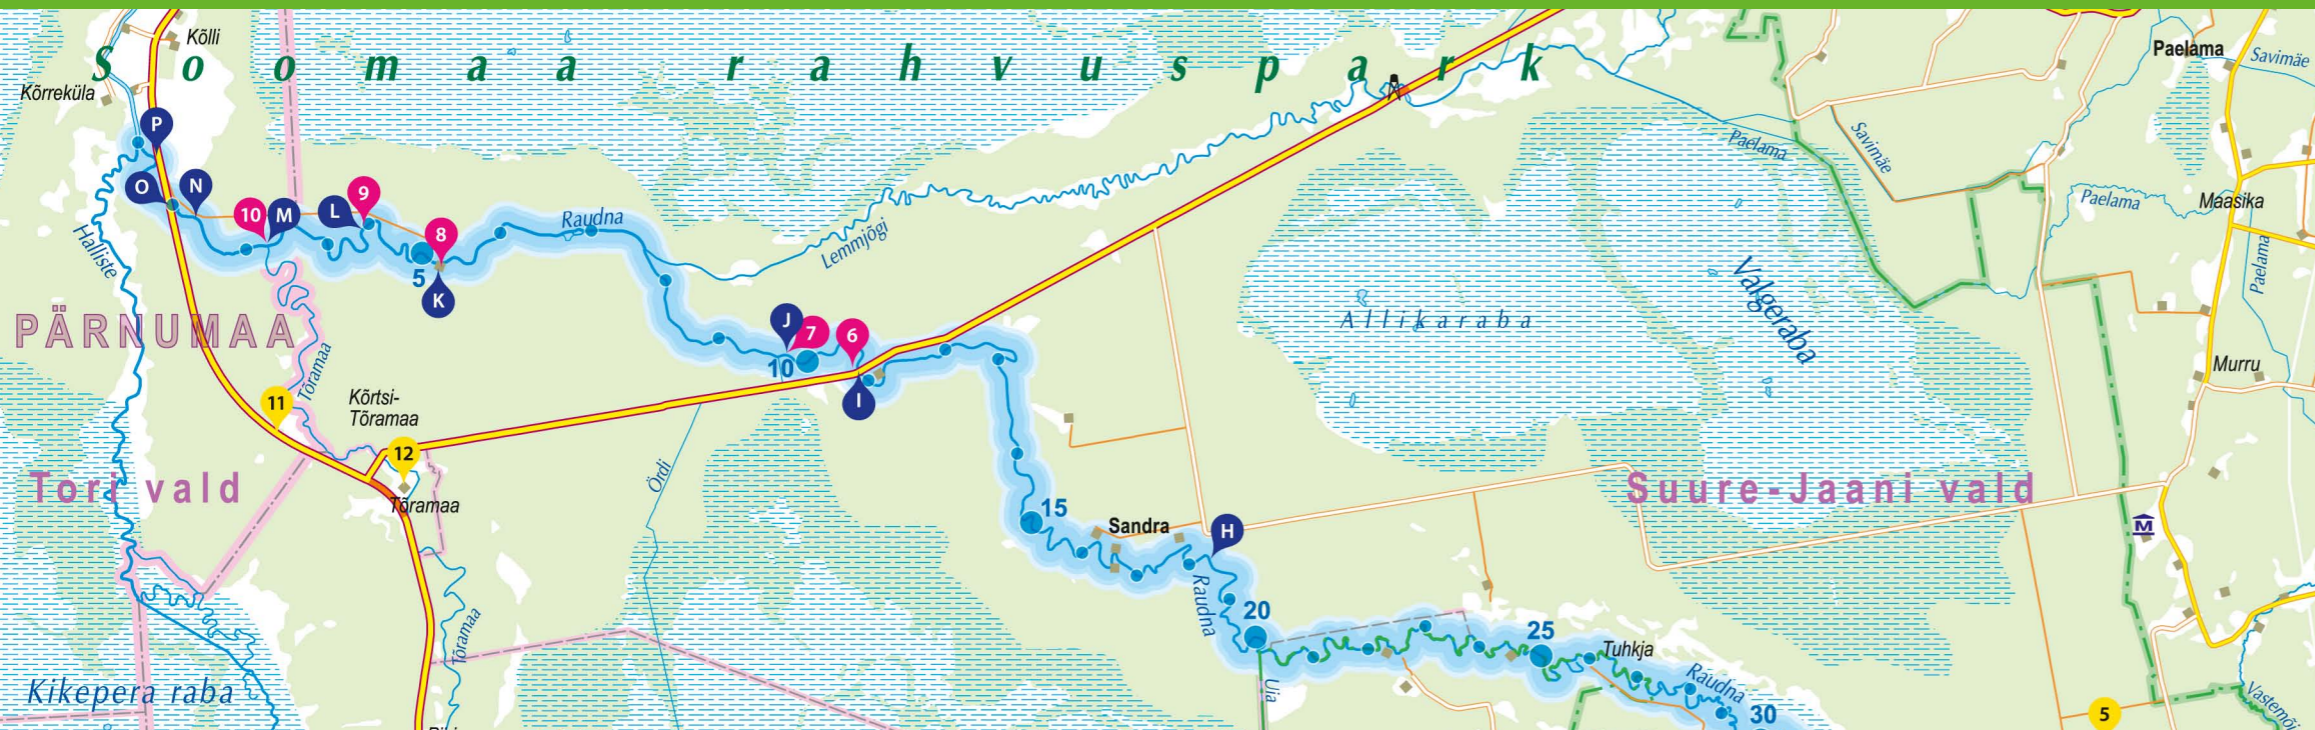 Kõlli
Soomaa rahvuspark
Paelama
Savimäe
Kõrreküla
P
Savimäe
Paelama
O
N
10
M
L
9
8
Raudna
Lemmjõgi
Paelama
Maasika
Halliste
5
K
Paelama
Valgeraba
PÄRNUMAA
J
7
6
10
I
Allikaraba
Murru
Tõramaa
11
Kõrtsi-
Tõramaa
12
Tori vald
Tõramaa
Ördi
15
Sandra
H
Suure-Jaani vald
M
Raudna
20
25
Tuhkja
Tõramaa
Kikepera raba
Uia
Raudna
30
5